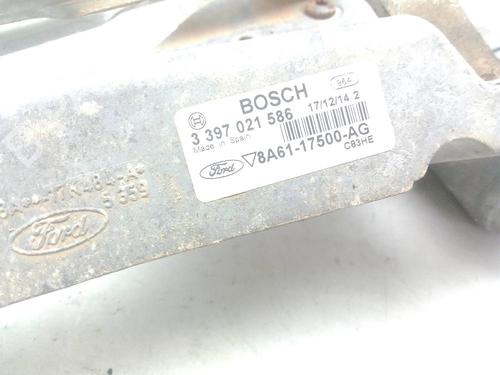 964
BOSCH
17/12/14 2
3 397 021 586
Made in Spain
Ford
8A61-17500-AG
C83HE
5 659
Ford